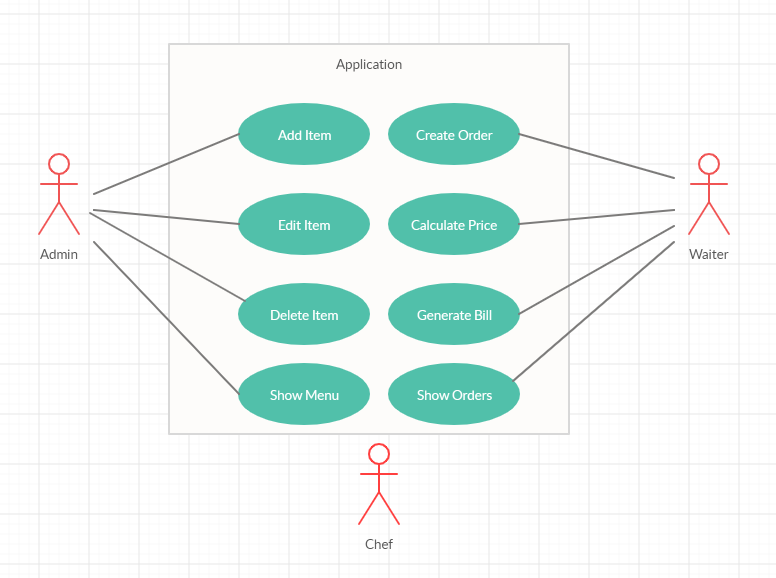 Application
Add Item
Create Order
Edit Item
Calculate Price
Admin
Waiter
Delete Item
Generate Bill
Show Menu
Show Orders
Chef